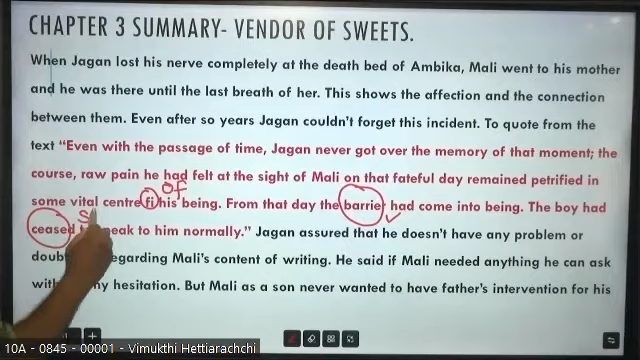 CHAPTER 3 SUMMARY- VENDOR OF SWEETS.
When Jagan lost his nerve completely at the death bed of Ambika, Mali went to his mother
and he was there until the last breath of her. This shows the affection and the connection
between them. Even after so years Jagan couldn't forget this incident. To quote from the
text "Even with the passage of time, Jagan never got over the memory of that moment; the
course, raw pain he had felt at the sight of Mali on that fateful day remained petrified in
of
some vital centre fi his being. From that day the barrier had come into being. The boy had
ceased peak to him normally." Jagan assured that he doesn't have any problem or
doub regarding Mali's content of writing. He said if Mali needed anything he can ask
with ny hesitation. But Mali as a son never wanted to have father's intervention for his
10A - 0845 - 00001 - Vimukthi Hettiarachchi